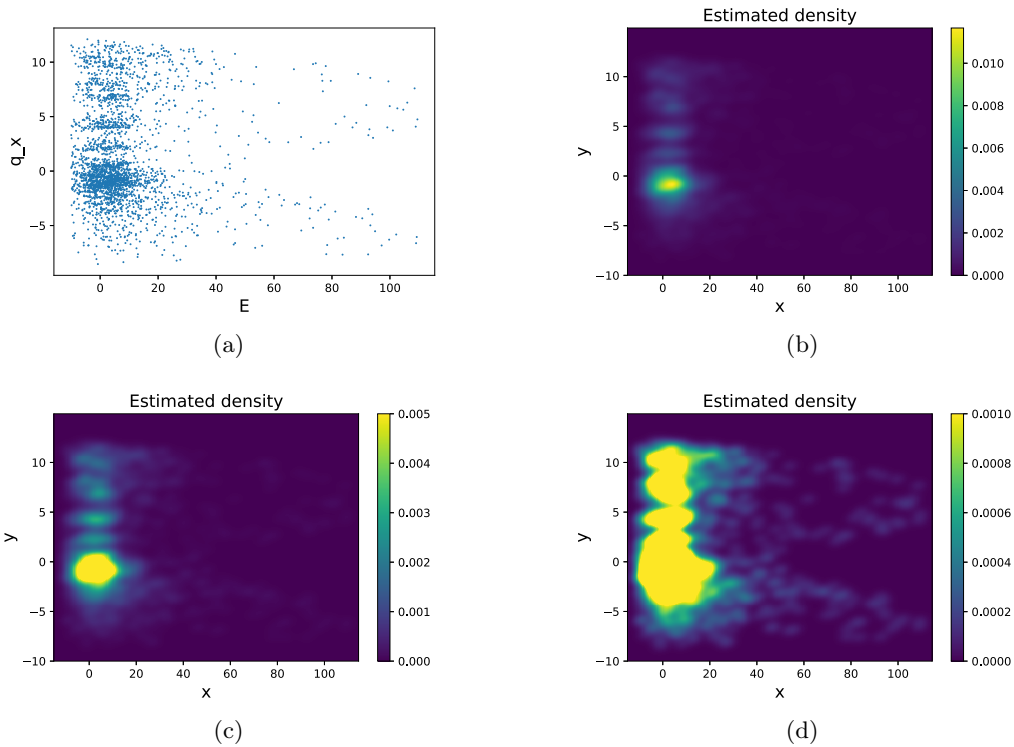 10
5
0
−5
q_x
0 20 40 60 80 100
E
(a)
Estimated density
10
5
0
−5
−10
y
0 20 40 60 80 100
x
0.010
0.008
0.006
0.004
0.002
0.000
(b)
Estimated density
10
5
0
−5
−10
y
0 20 40 60 80 100
x
0.005
0.004
0.003
0.002
0.001
0.000
(c)
Estimated density
10
5
0
−5
−10
y
0 20 40 60 80 100
x
0.0010
0.0008
0.0006
0.0004
0.0002
0.0000
(d)